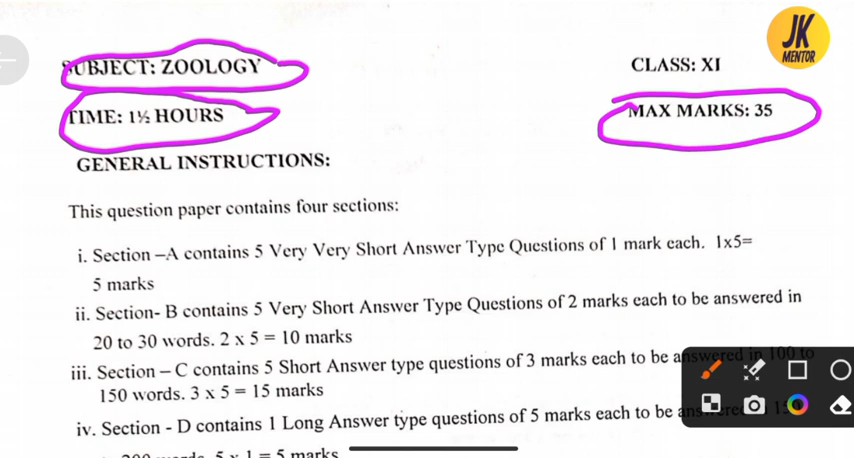 JK
MENTOR
SUBJECT: ZOOLOGY
CLASS: XI
TIME: 1½ HOURS
MAX MARKS: 35
GENERAL INSTRUCTIONS:
This question paper contains four sections:
i. Section –A contains 5 Very Very Short Answer Type Questions of 1 mark each. 1x5=
5 marks
ii. Section- B contains 5 Very Short Answer Type Questions of 2 marks each to be answered in
20 to 30 words. 2 x 5 = 10 marks
iii. Section – C contains 5 Short Answer type questions of 3 marks each to be answered in 100 to
150 words. 3 x 5 = 15 marks
iv. Section - D contains 1 Long Answer type questions of 5 marks each to be answered in
words. 5 x 1 = 5 marks